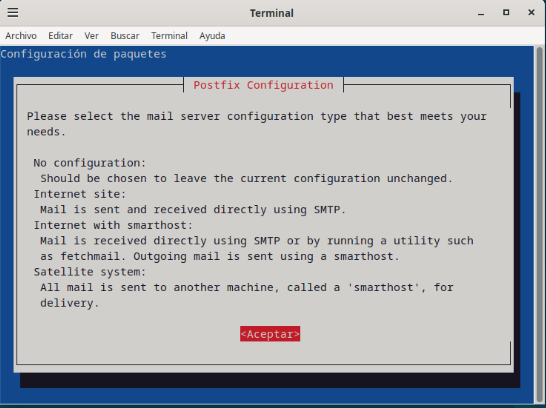 Terminal
Archivo Editar Ver Buscar Terminal Ayuda
Configuración de paquetes
Postfix Configuration
Please select the mail server configuration type that best meets your
needs.
No configuration:
Should be chosen to leave the current configuration unchanged.
Internet site:
Mail is sent and received directly using SMTP.
Internet with smarthost:
Mail is received directly using SMTP or by running a utility such
as fetchmail. Outgoing mail is sent using a smarthost.
Satellite system:
All mail is sent to another machine, called a 'smarthost', for
delivery.
<Aceptar>